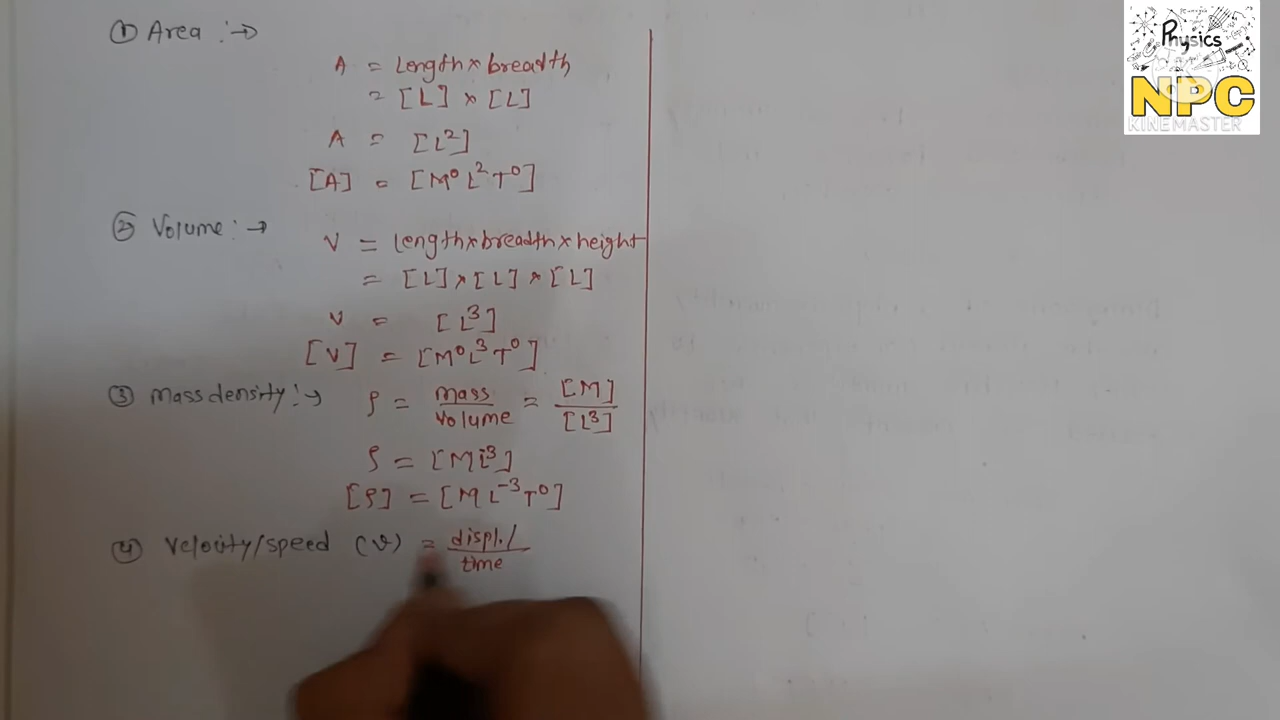 ① Area :→
A = Length × breadth
= [L] × [L]
A = [L²]
[A] = [M⁰ L² T⁰]
② Volume :→
V = Length × breadth × height
= [L] × [L] × [L]
V = [L³]
[V] = [M⁰ L³ T⁰]
③ Mass density :→ ρ = mass/volume = [M]/[L³]
ρ = [M L⁻³]
[ρ] = [M L⁻³ T⁰]
④ Velocity/speed (v) = displ./ / time
Physics
NPC
KINEMASTER